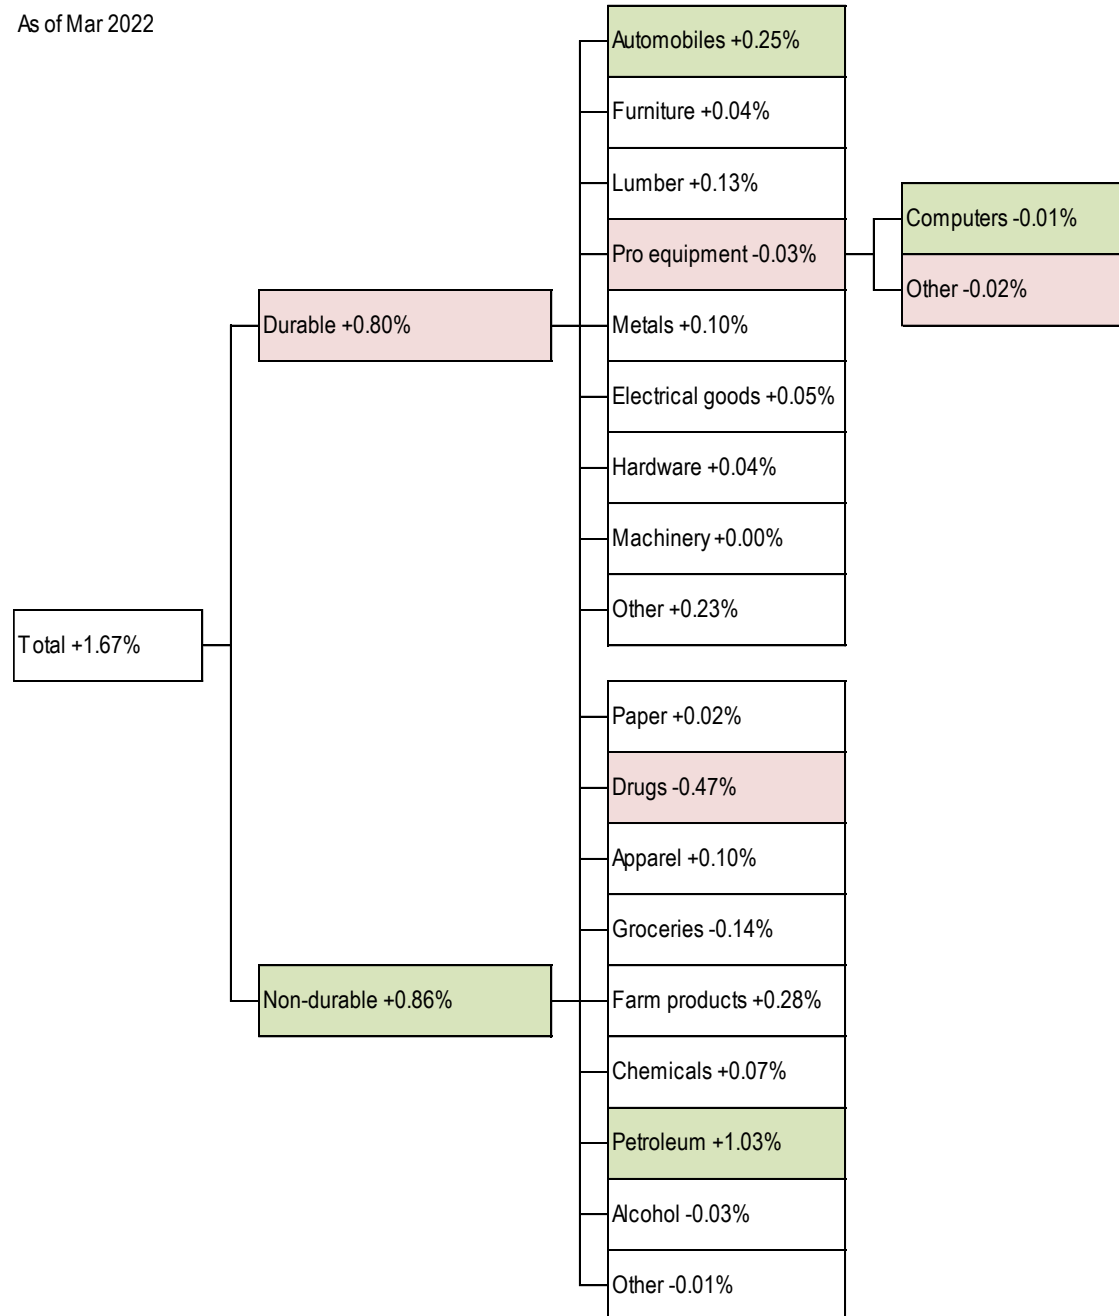 As of Mar 2022
Automobiles +0.25%
Furniture +0.04%
Lumber +0.13%
Computers -0.01%
Pro equipment -0.03%
Other -0.02%
Durable +0.80%
Metals +0.10%
Electrical goods +0.05%
Hardware +0.04%
Machinery +0.00%
Other +0.23%
Total +1.67%
Paper +0.02%
Drugs -0.47%
Apparel +0.10%
Groceries -0.14%
Non-durable +0.86%
Farm products +0.28%
Chemicals +0.07%
Petroleum +1.03%
Alcohol -0.03%
Other -0.01%